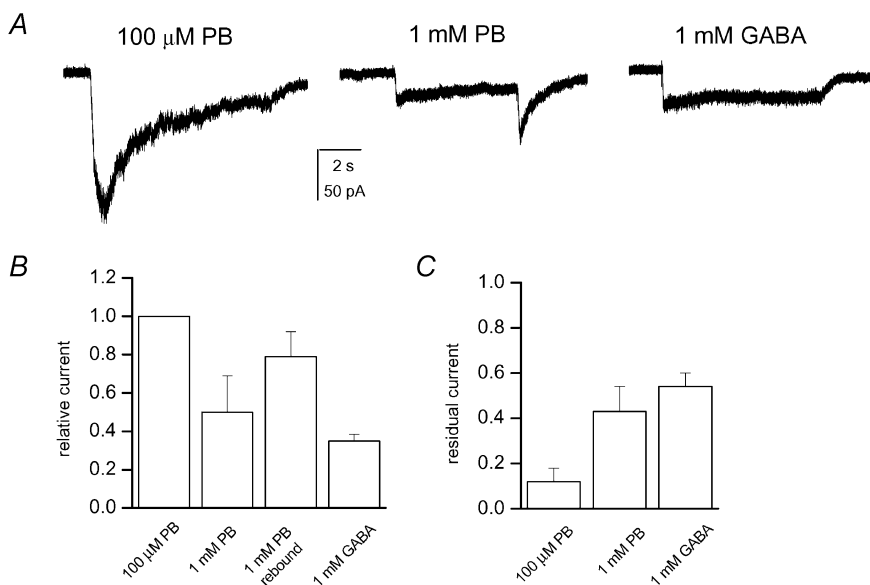 A
100 μM PB
1 mM PB
1 mM GABA
2 s
50 pA
B
relative current
1.2
1.0
0.8
0.6
0.4
0.2
0.0
100 μM PB
1 mM PB
1 mM PB
rebound
1 mM GABA
C
residual current
1.0
0.8
0.6
0.4
0.2
0.0
100 μM PB
1 mM PB
1 mM GABA